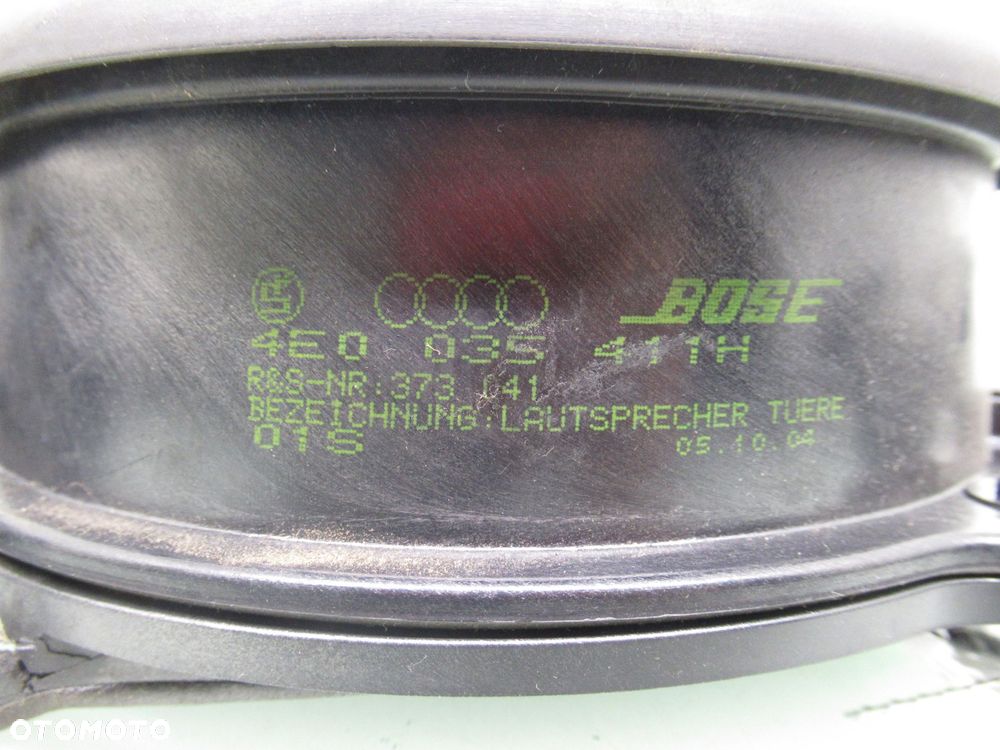 BOSE
4E0 035 411H
R&S-NR:373 041
BEZEICHNUNG:LAUTSPRECHER TUERE
01S 05.10.04
OTOMOTO